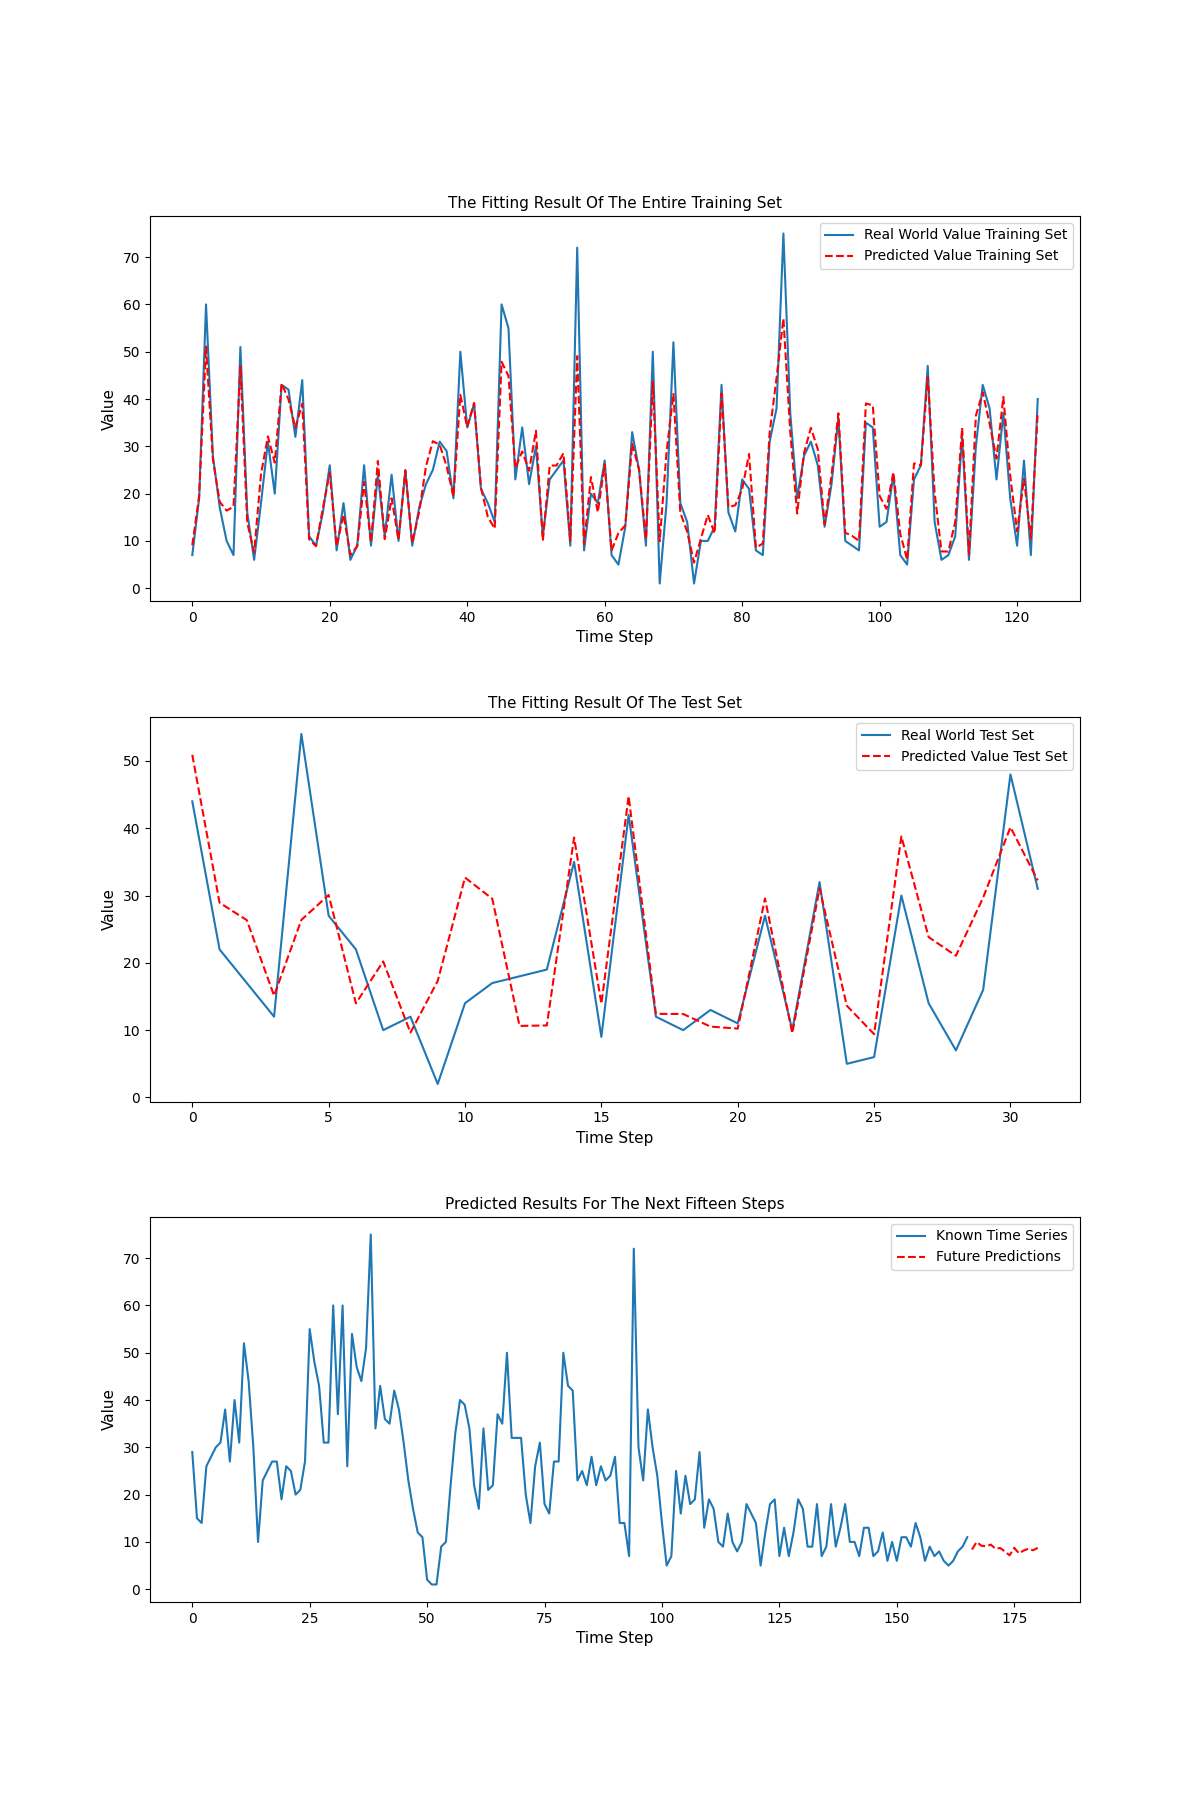 The Fitting Result Of The Entire Training Set
Real World Value Training Set
Predicted Value Training Set
Value
70
60
50
40
30
20
10
0
0 20 40 60 80 100 120
Time Step
The Fitting Result Of The Test Set
Real World Test Set
Predicted Value Test Set
Value
50
40
30
20
10
0
0 5 10 15 20 25 30
Time Step
Predicted Results For The Next Fifteen Steps
Known Time Series
Future Predictions
Value
70
60
50
40
30
20
10
0
0 25 50 75 100 125 150 175
Time Step